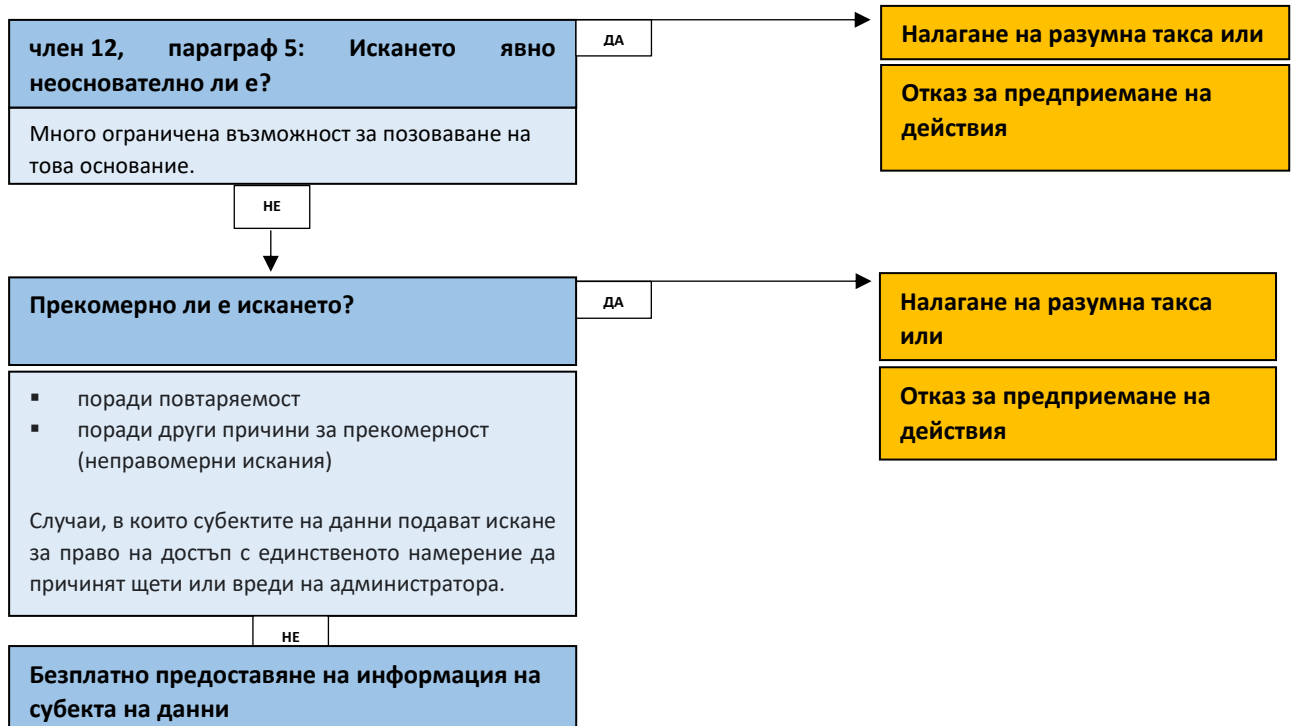 член 12, параграф 5: Искането явно
неоснователно ли е?
ДА
Налагане на разумна такса или
Отказ за предприемане на
действия
Много ограничена възможност за позоваване на
това основание.
НЕ
Прекомерно ли е искането?
ДА
Налагане на разумна такса
или
Отказ за предприемане на
действия
▪ поради повтаряемост
▪ поради други причини за прекомерност
(неправомерни искания)
Случаи, в които субектите на данни подават искане
за право на достъп с единственото намерение да
причинят щети или вреди на администратора.
НЕ
Безплатно предоставяне на информация на
субекта на данни